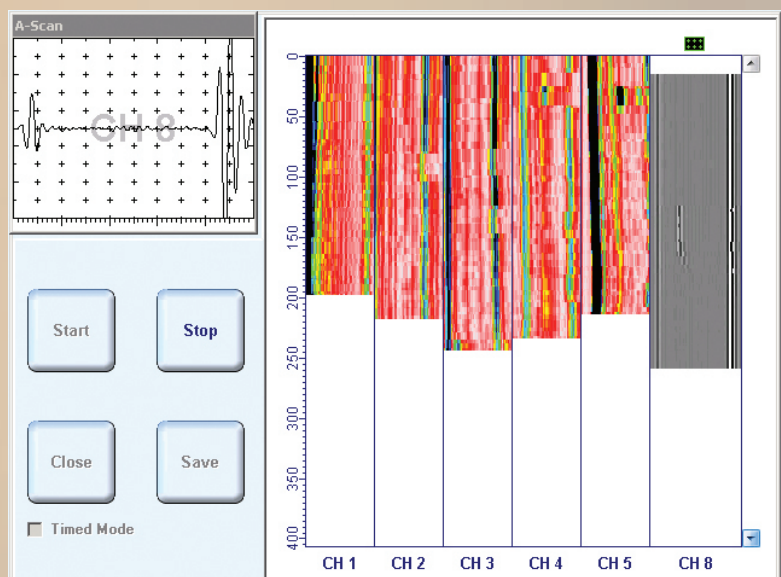 A-Scan
CH 8
Start
Stop
Close
Save
Timed Mode
0
50
100
150
200
250
300
350
400
CH 1 CH 2 CH 3 CH 4 CH 5 CH 8